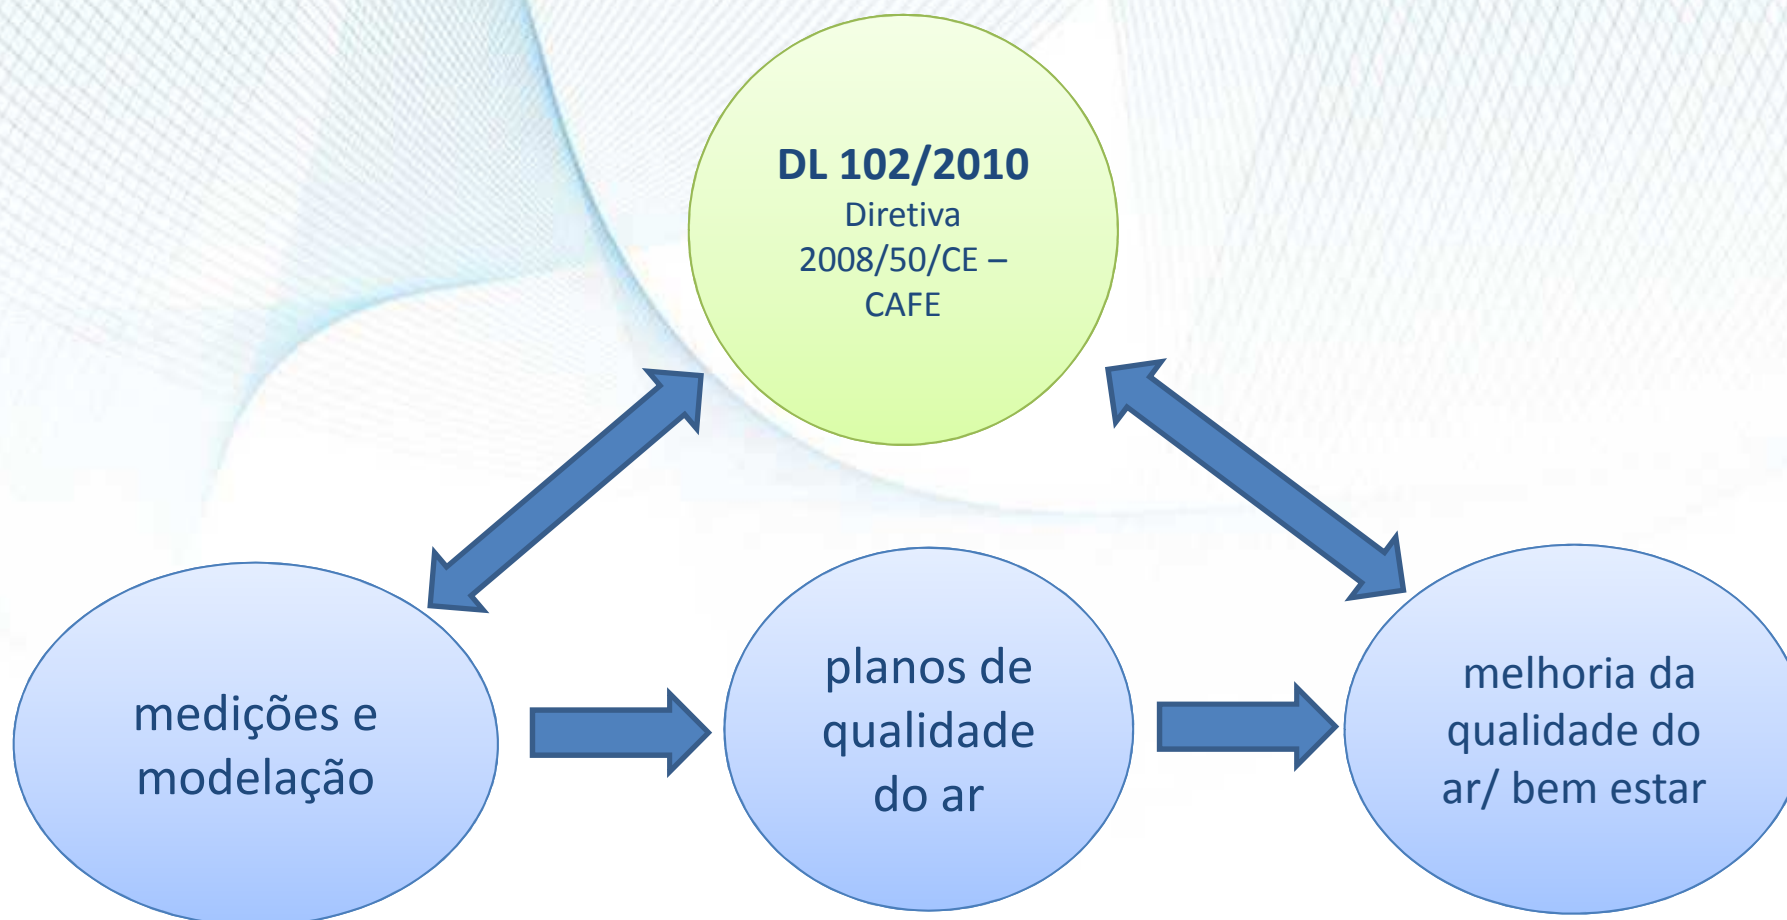 DL 102/2010
Diretiva
2008/50/CE –
CAFE
medições e
modelação
planos de
qualidade
do ar
melhoria da
qualidade do
ar/ bem estar